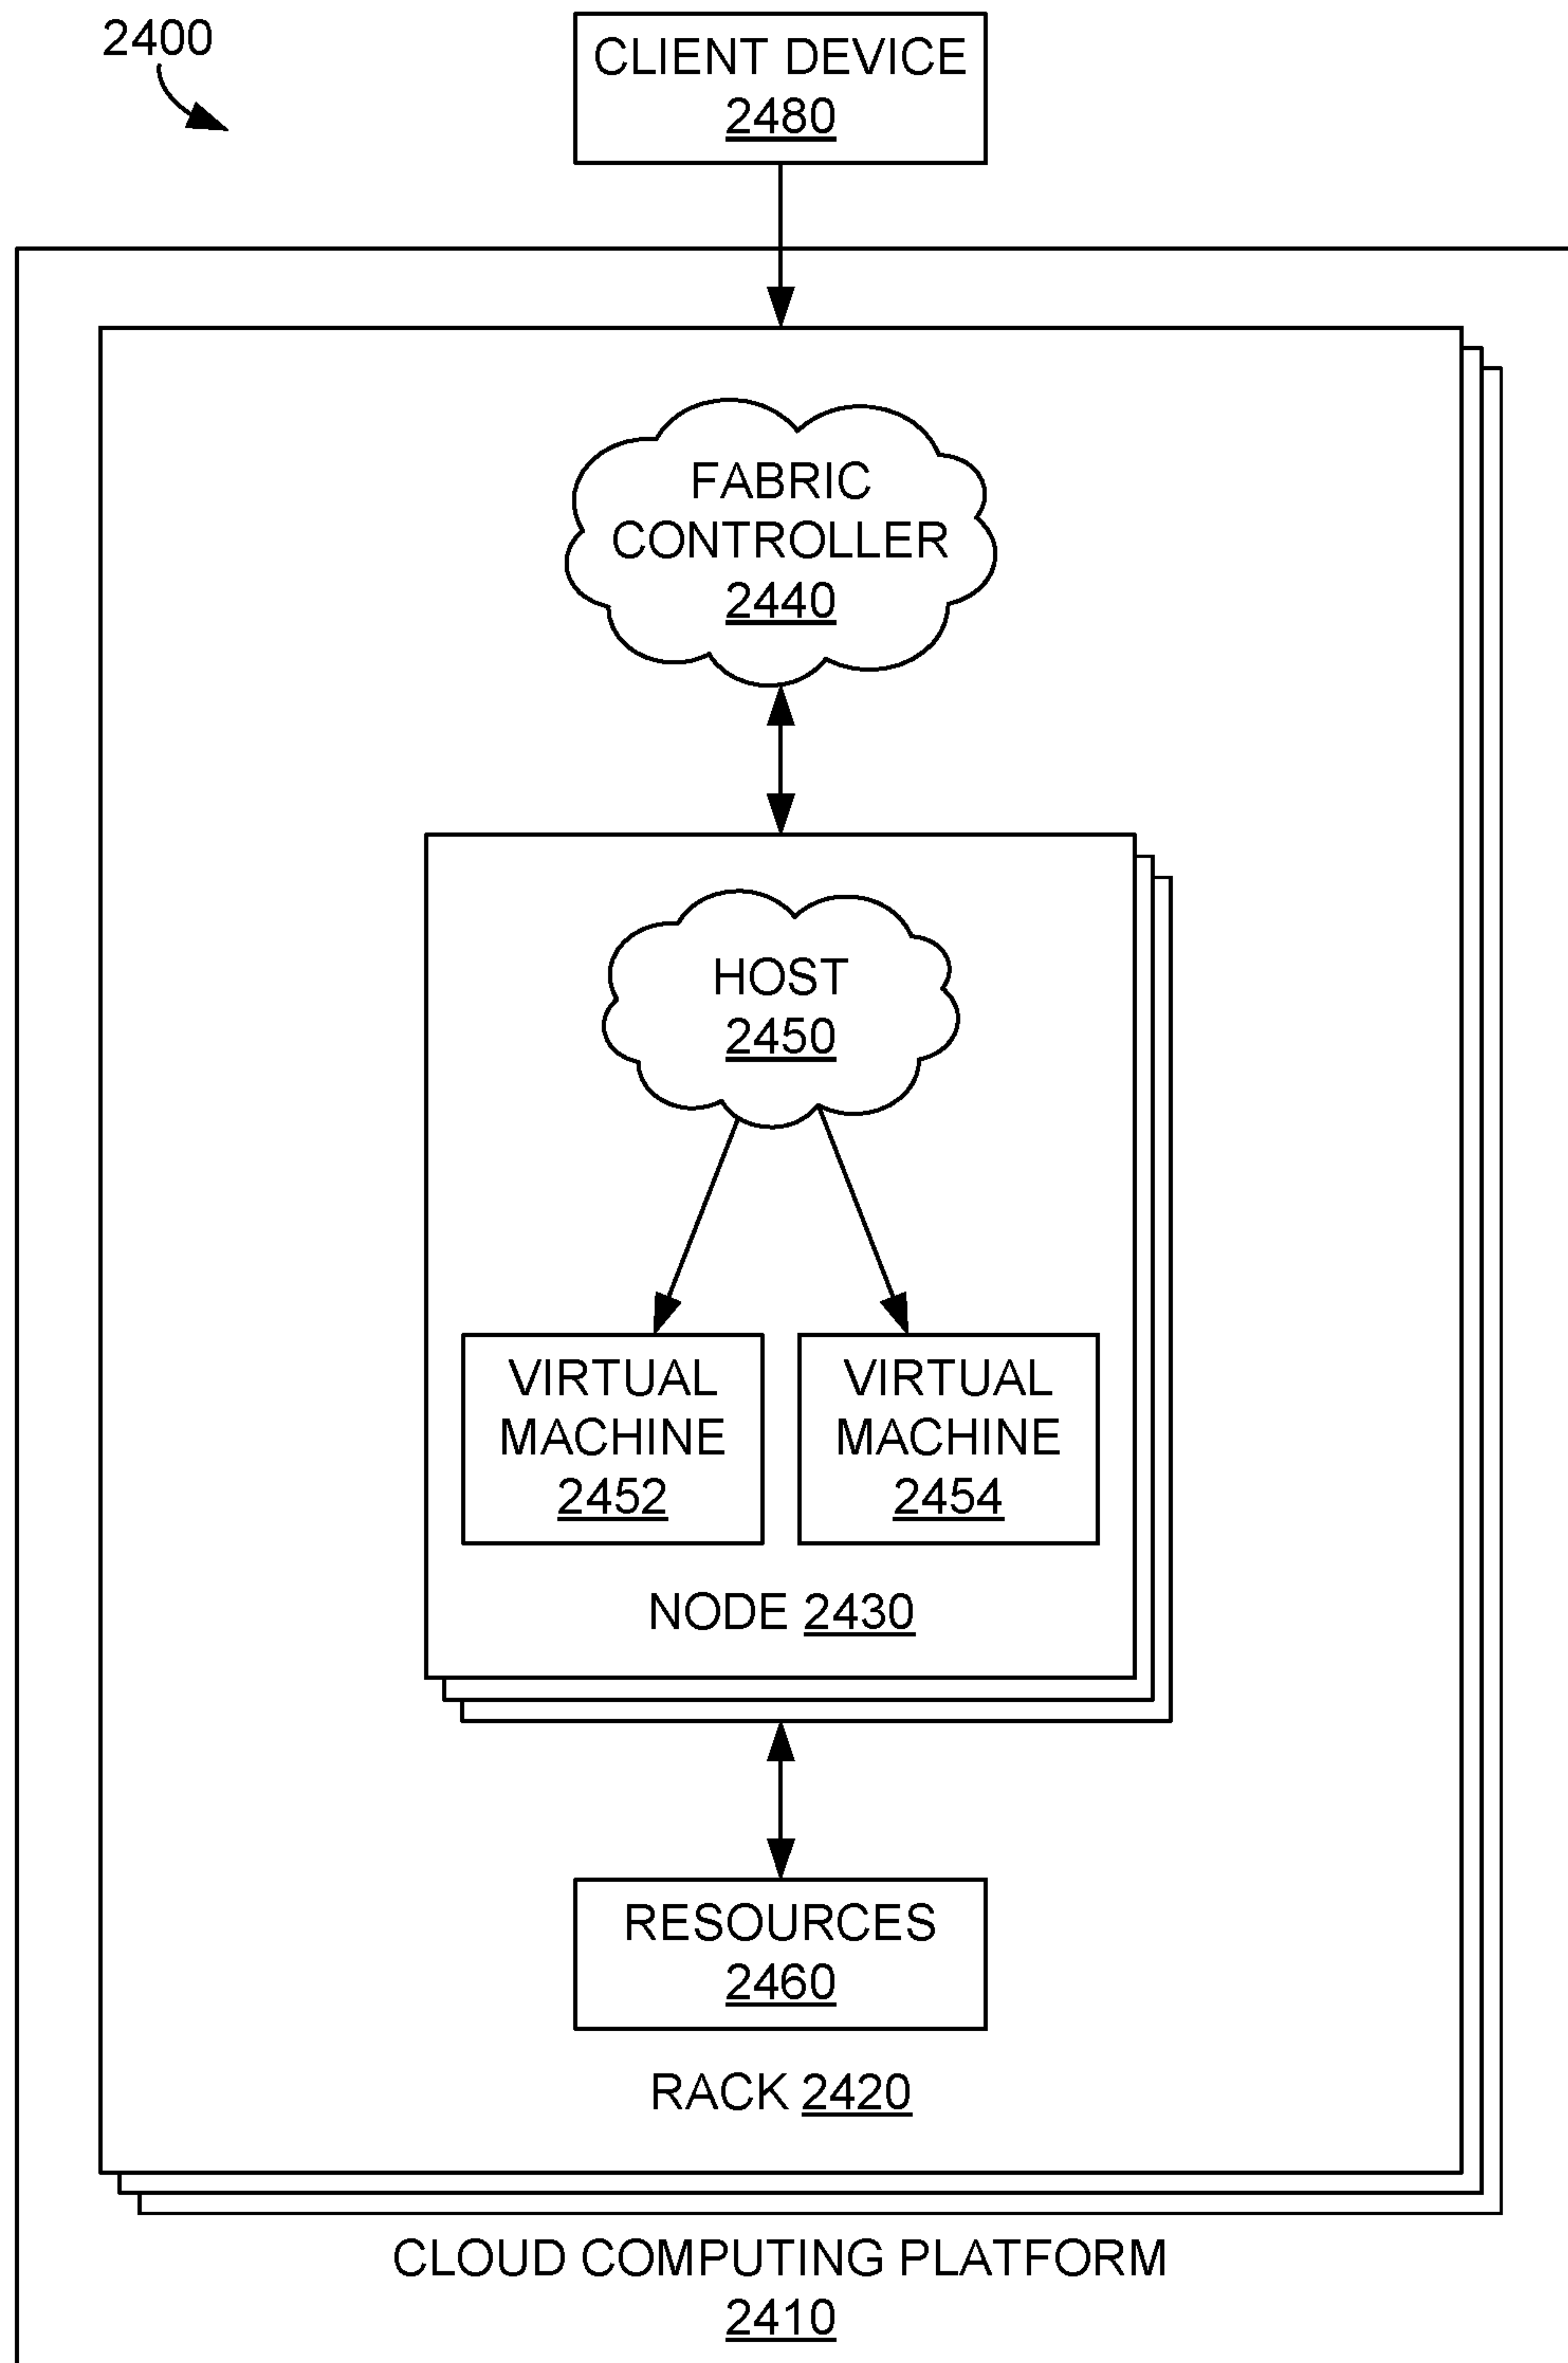 2400
CLIENT DEVICE
2480
FABRIC
CONTROLLER
2440
HOST
2450
VIRTUAL
MACHINE
2452
VIRTUAL
MACHINE
2454
NODE 2430
RESOURCES
2460
RACK 2420
CLOUD COMPUTING PLATFORM
2410